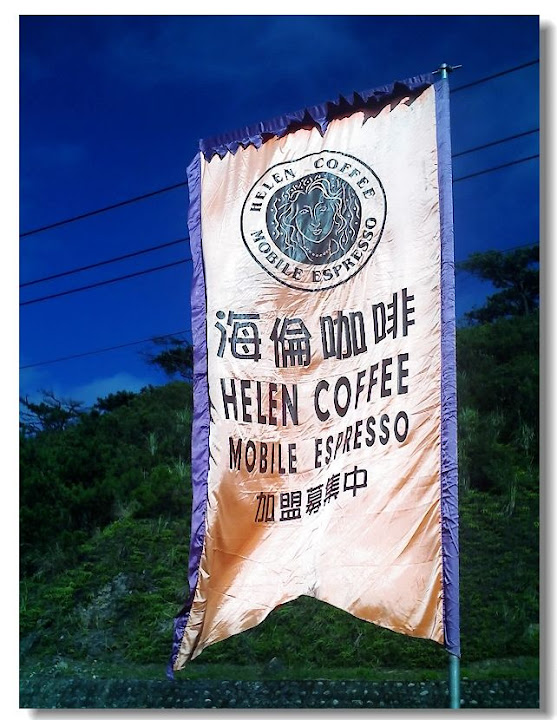 HELEN COFFEE
MOBILE ESPRESSO
海倫咖啡
HELEN COFFEE
MOBILE ESPRESSO
加盟募集中